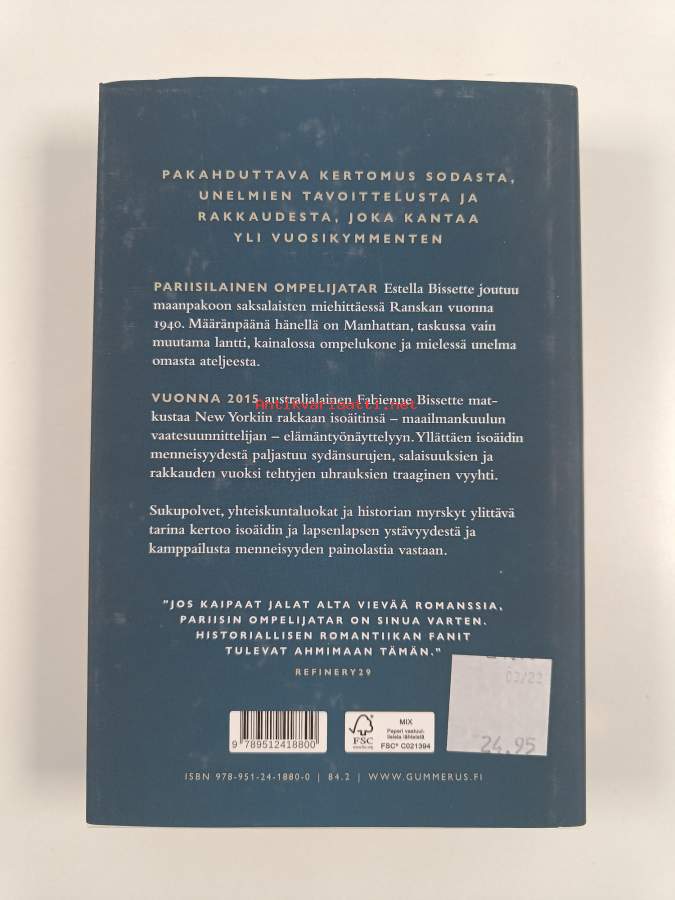 PAKAHDUTTAVA KERTOMUS SODASTA,
UNELMIEN TAVOITTELUSTA JA
RAKKAUDESTA, JOKA KANTAA
YLI VUOSIKYMMENTEN
PARIISILAINEN OMPELIJATAR Estella Bissette joutuu
maanpakoon saksalaisten miehittäessä Ranskan vuonna
1940. Määränpäänä hänellä on Manhattan, taskussa vain
muutama lantti, kainalossa ompelukone ja mielessä unelma
omasta ateljeesta.
VUONNA 2015 australialainen Fabienne Bissette mat-
kustaa New Yorkiin rakkaan isoäitinsä – maailmankuulun
vaatesuunnittelijan – elämäntyönäyttelyyn. Yllättäen isoäidin
menneisyydestä paljastuu sydänsurujen, salaisuuksien ja
rakkauden vuoksi tehtyjen uhrauksien traaginen vyyhti.
Antikvariaatti.net
Sukupolvet, yhteiskuntaluokat ja historian myrskyt ylittävä
tarina kertoo isoäidin ja lapsenlapsen ystävyydestä ja
kamppailusta menneisyyden painolastia vastaan.
"JOS KAIPAAT JALAT ALTA VIEVÄÄ ROMANSSIA,
PARIISIN OMPELIJATAR ON SINUA VARTEN.
HISTORIALLISEN ROMANTIIKAN FANIT
TULEVAT AHMIMAAN TÄMÄN."
REFINERY29
03/22
24.95
9 789512 418800
FSC
www.fsc.org
MIX
Paperi vastuul-
lisista lähteistä
FSC® C021394
ISBN 978-951-24-1880-0 | 84.2 | WWW.GUMMERUS.FI